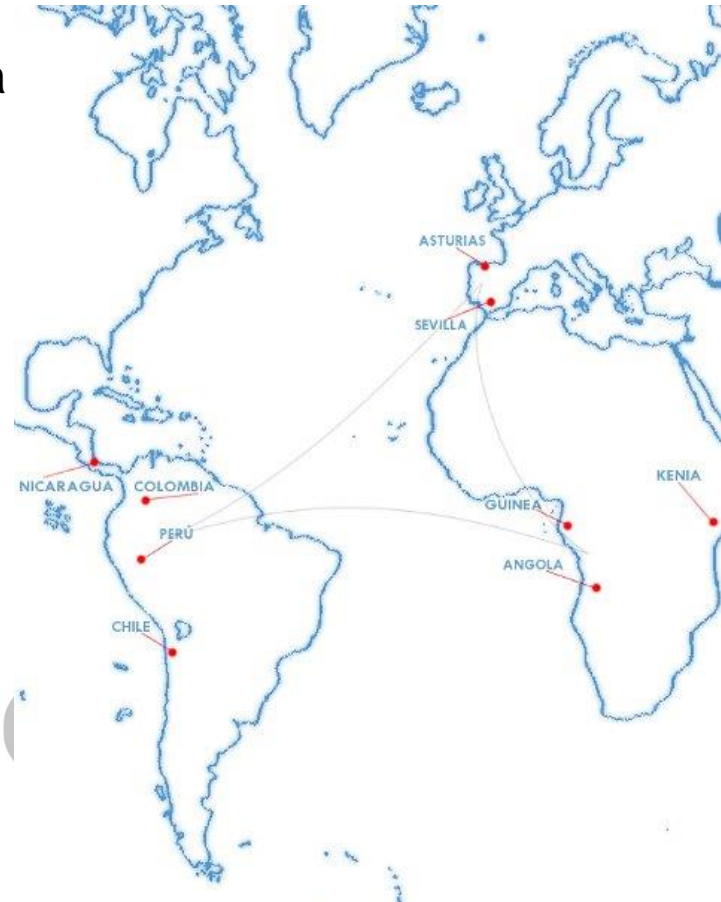 ASTURIAS
SEVILLA
NICARAGUA
COLOMBIA
KENIA
GUINEA
PERÚ
ANGOLA
CHILE